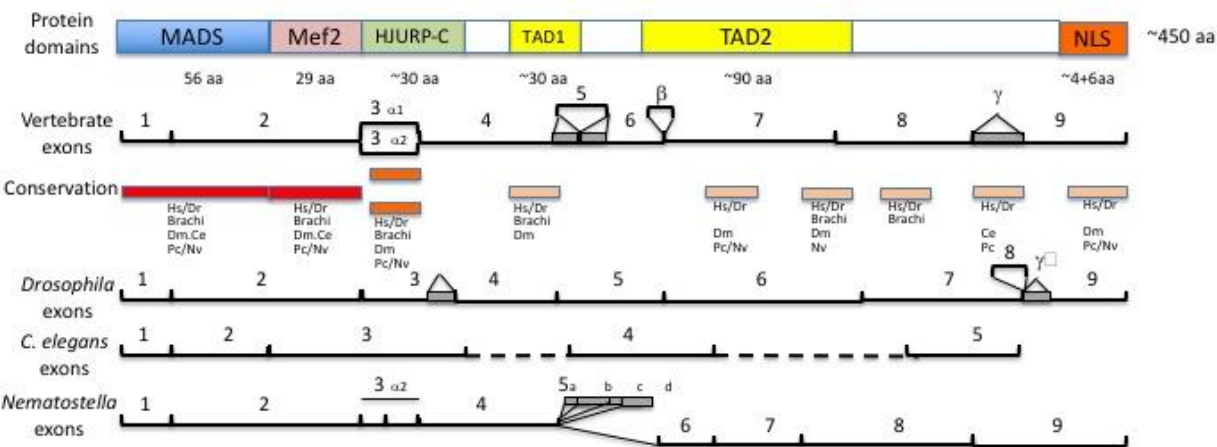 Protein domains
MADS Mef2 HJURP-C TAD1 TAD2 NLS ~450 aa
56 aa 29 aa ~30 aa ~30 aa ~90 aa ~4+6aa
Vertebrate exons
1 2 3 α1 3 α2 4 5 6 β 7 8 γ 9
Conservation
Hs/Dr
Brachi
Dm.Ce
Pc/Nv
Hs/Dr
Brachi
Dm.Ce
Pc/Nv
Hs/Dr
Brachi
Dm
Pc/Nv
Hs/Dr
Brachi
Dm
Hs/Dr
Dm
Pc/Nv
Hs/Dr
Brachi
Dm
Nv
Hs/Dr
Brachi
Hs/Dr
Ce
Pc
Hs/Dr
Dm
Pc/Nv
Drosophila exons
1 2 3 4 5 6 7 8 γ□ 9
C. elegans exons
1 2 3 4 5
Nematostella exons
1 2 3 α2 4 5a b c d 6 7 8 9